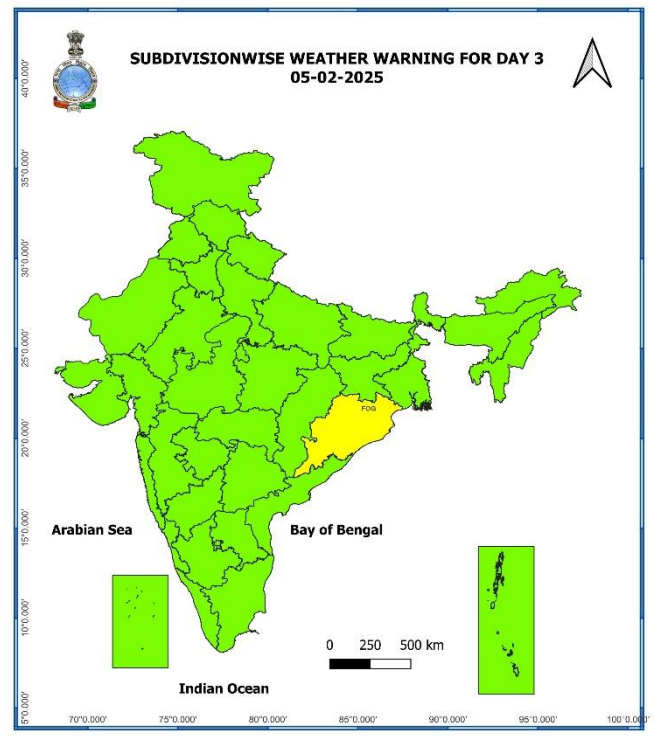 SUBDIVISIONWISE WEATHER WARNING FOR DAY 3
05-02-2025
40°0.000'
35°0.000'
30°0.000'
25°0.000'
20°0.000'
15°0.000'
10°0.000'
5°0.000'
FOG
Arabian Sea
Bay of Bengal
0 250 500 km
Indian Ocean
70°0.000' 75°0.000' 80°0.000' 85°0.000' 90°0.000' 95°0.000' 100°0.000'